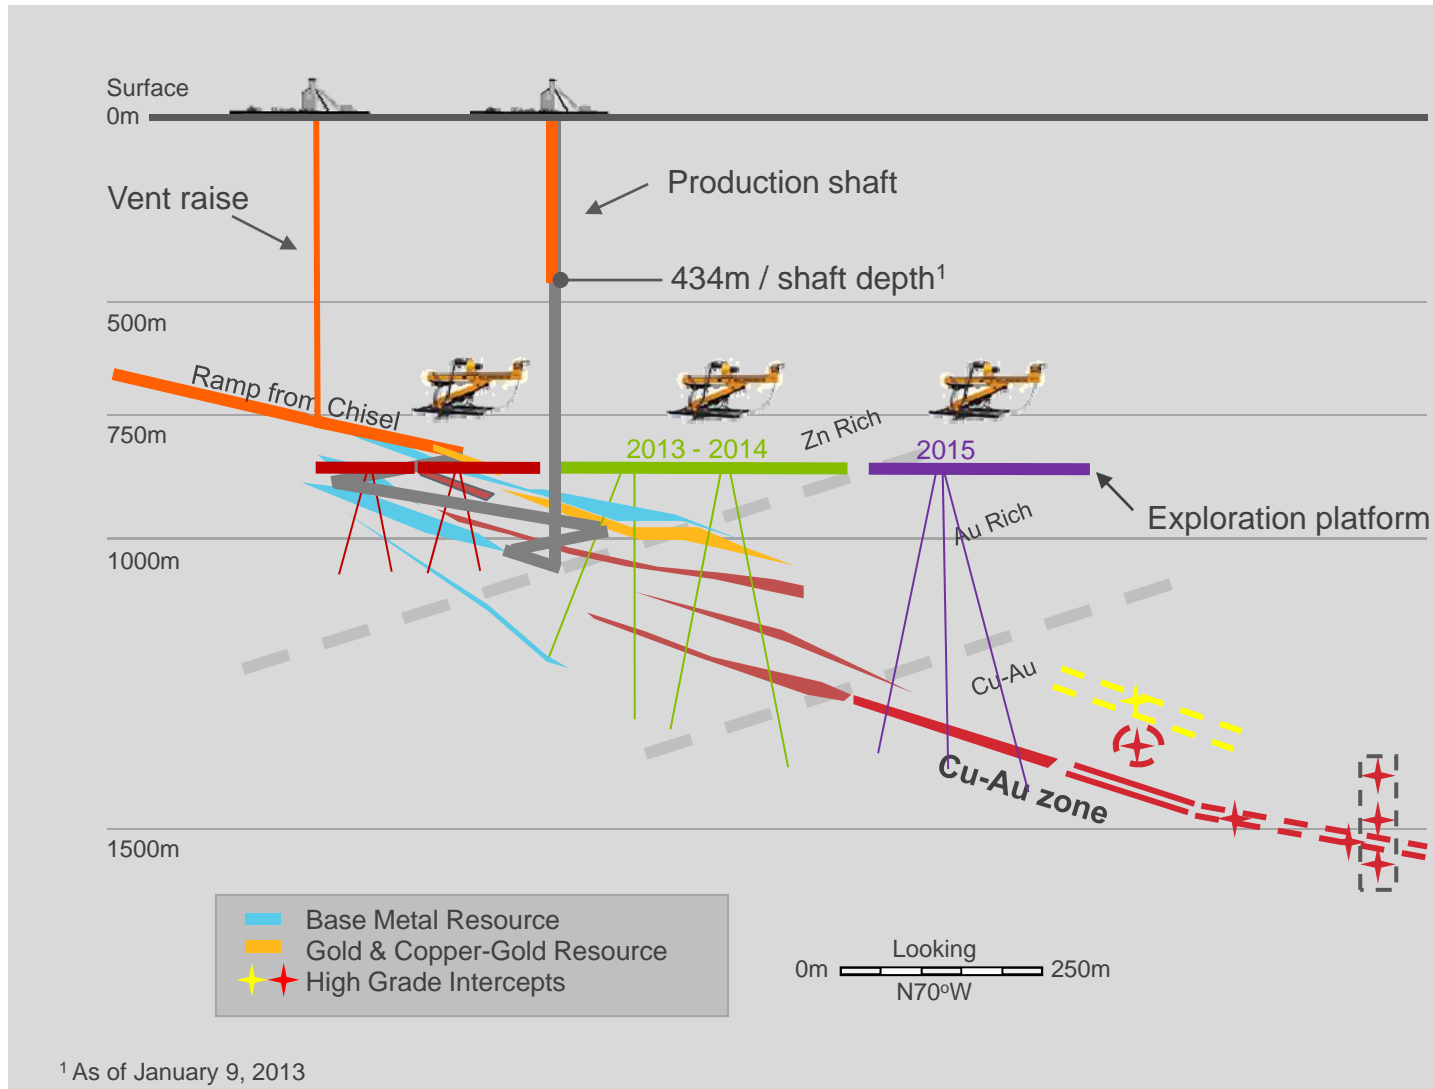 Surface
0m
Vent raise
Production shaft
434m / shaft depth¹
500m
Ramp from Chisel
750m
Zn Rich
2013 - 2014
2015
Au Rich
Exploration platform
1000m
Cu-Au
Cu-Au zone
1500m
Base Metal Resource
Gold & Copper-Gold Resource
High Grade Intercepts
Looking
0m 250m
N70ºW
¹ As of January 9, 2013